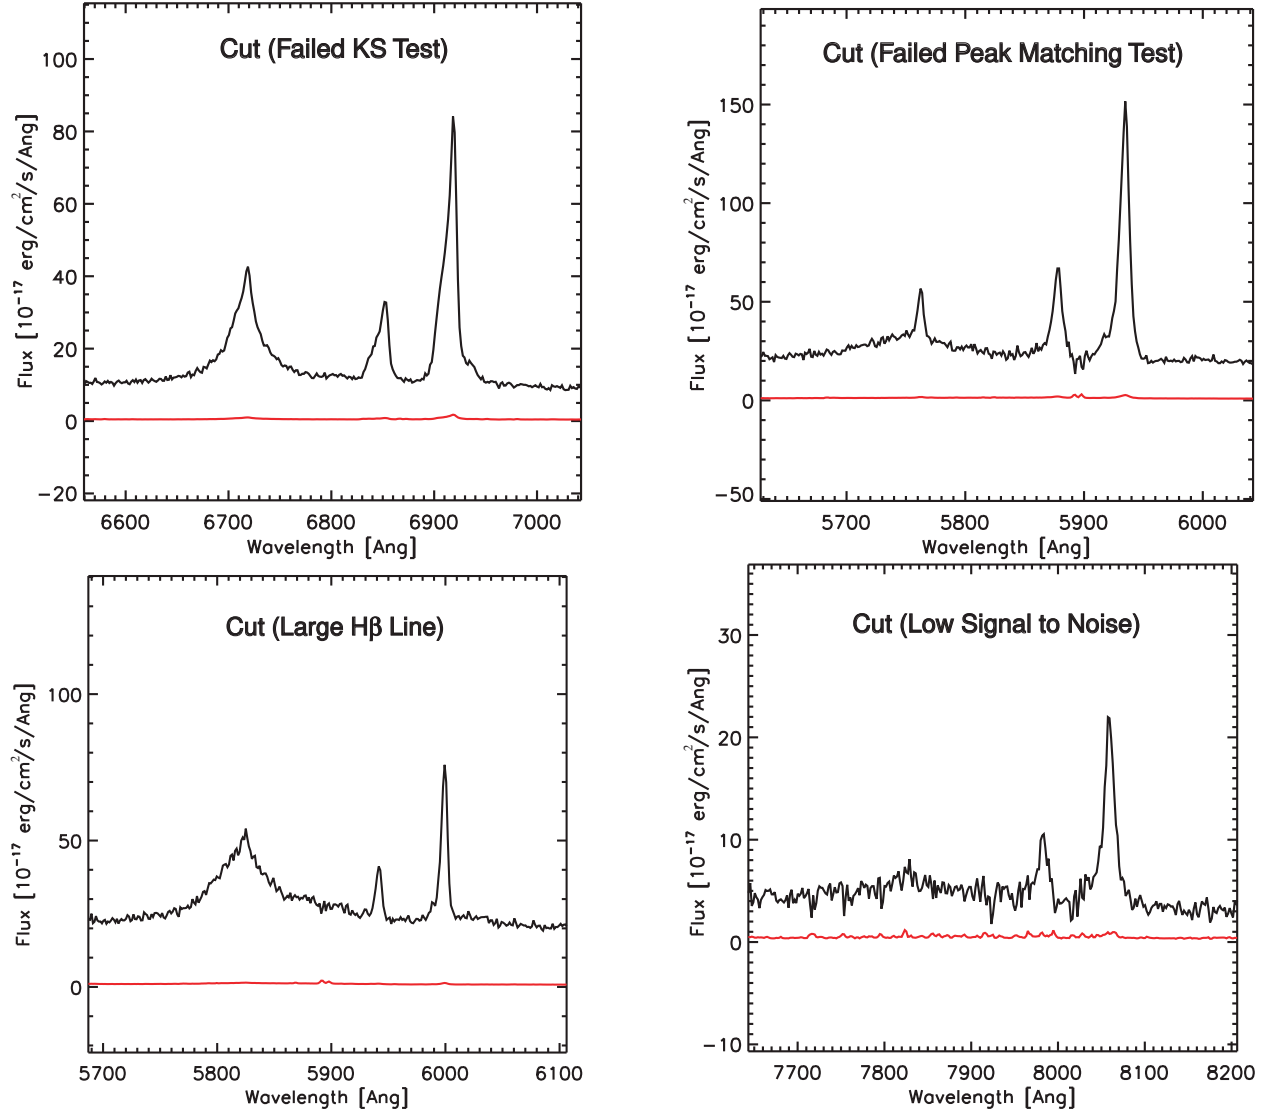 Cut (Failed KS Test)
Flux [10⁻¹⁷ erg/cm²/s/Ang]
100
80
60
40
20
0
−20
6600 6700 6800 6900 7000
Wavelength [Ang]
Cut (Failed Peak Matching Test)
Flux [10⁻¹⁷ erg/cm²/s/Ang]
150
100
50
0
−50
5700 5800 5900 6000
Wavelength [Ang]
Cut (Large Hβ Line)
Flux [10⁻¹⁷ erg/cm²/s/Ang]
100
50
0
5700 5800 5900 6000 6100
Wavelength [Ang]
Cut (Low Signal to Noise)
Flux [10⁻¹⁷ erg/cm²/s/Ang]
30
20
10
0
−10
7700 7800 7900 8000 8100 8200
Wavelength [Ang]